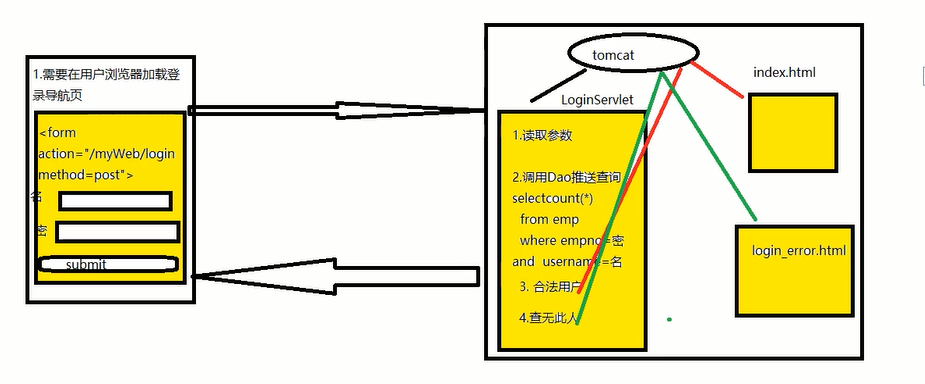 1.需要在用户浏览器加载登
录导航页
<form
action="/myWeb/login
method=post">
名
密
submit
tomcat
LoginServlet
1.读取参数
2.调用Dao推送查询
selectcount(*)
from emp
where empno=密
and username=名
3. 合法用户
4.查无此人
index.html
login_error.html